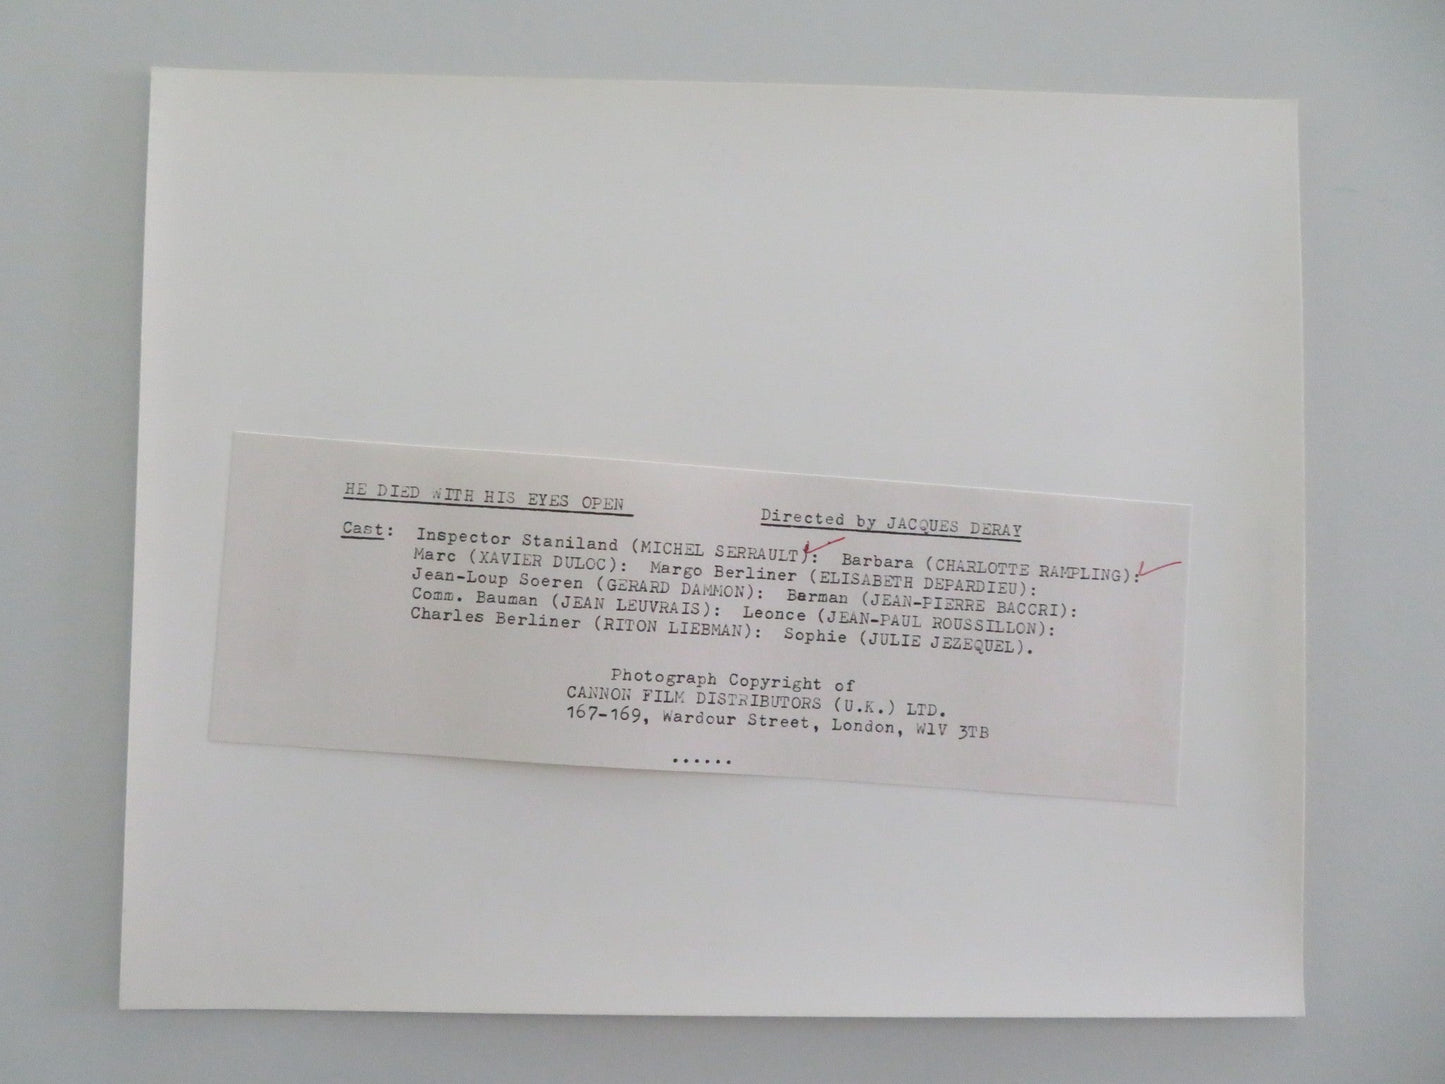 HE DIED WITH HIS EYES OPEN
Directed by JACQUES DERAY
Cast: Inspector Staniland (MICHEL SERRAULT): Barbara (CHARLOTTE RAMPLING):
Marc (XAVIER DULOC): Margo Berliner (ELISABETH DEPARDIEU):
Jean-Loup Soeren (GERARD DAMMON): Barman (JEAN-PIERRE BACCRI):
Comm. Bauman (JEAN LEUVRAIS): Leonce (JEAN-PAUL ROUSSILLON):
Charles Berliner (RITON LIEBMAN): Sophie (JULIE JEZEQUEL).
Photograph Copyright of
CANNON FILM DISTRIBUTORS (U.K.) LTD.
167-169, Wardour Street, London, W1V 3TB
......